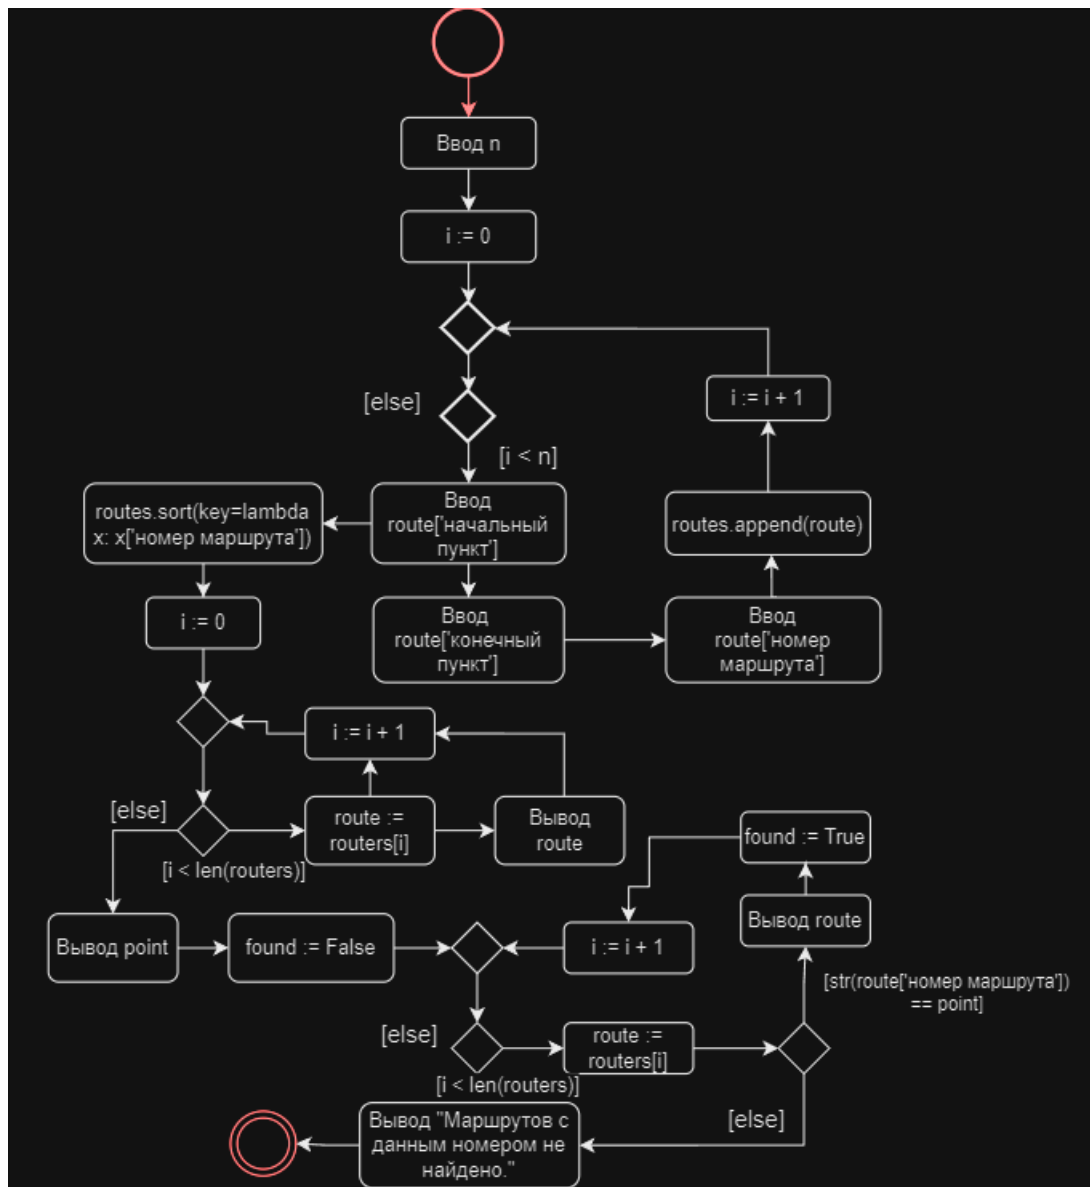 Ввод n
i := 0
[else]
i := i + 1
[i < n]
routes.sort(key=lambda
x: x['номер маршрута'])
Ввод
route['начальный
пункт']
routes.append(route)
i := 0
Ввод
route['конечный
пункт']
Ввод
route['номер
маршрута']
i := i + 1
[else]
route :=
routers[i]
Вывод
route
found := True
[i < len(routers)]
Вывод point
found := False
i := i + 1
Вывод route
[str(route['номер маршрута'])
== point]
[else]
route :=
routers[i]
[i < len(routers)]
Вывод "Маршрутов с
данным номером не
найдено."
[else]